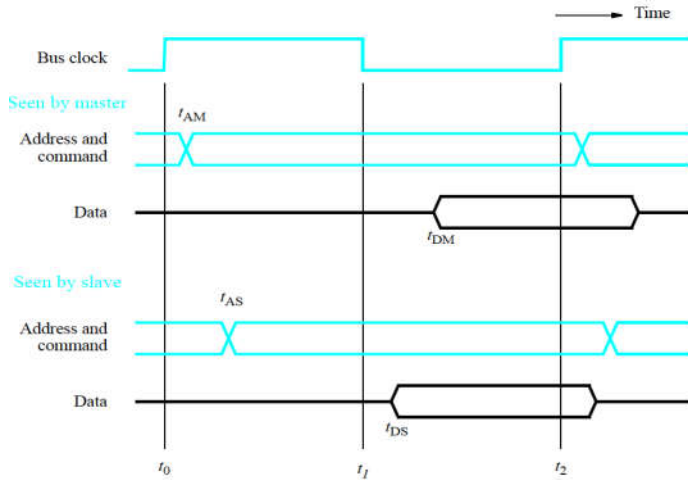 Time
Bus clock
Seen by master
tAM
Address and
command
Data
tDM
Seen by slave
tAS
Address and
command
Data
tDS
t0
t1
t2